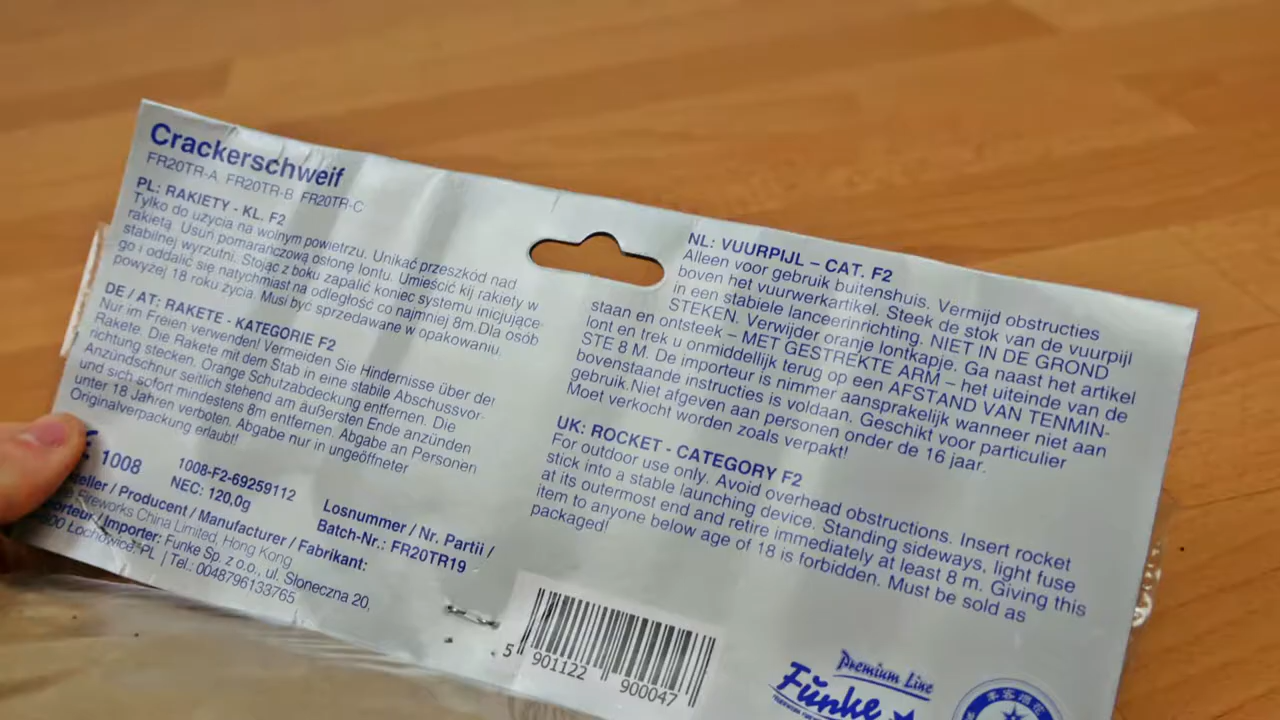 Crackerschweif
FR20TR-A FR20TR-B FR20TR-C
PL: RAKIETY - KL. F2
Tylko do uzycia na wolnym powietrzu. Unikać przeszkód nad
rakietą. Usuń pomarańczową osłonę lontu. Umieścić kij rakiety w
stabilnej wyrzutni. Stojąc z boku zapalić koniec systemu inicjujące-
go i oddalić się natychmiast na odległość co najmniej 8m.Dla osób
powyżej 18 roku życia. Musi być sprzedawane w opakowaniu.
DE / AT: RAKETE - KATEGORIE F2
Nur im Freien verwenden! Vermeiden Sie Hindernisse über der
Rakete. Die Rakete mit dem Stab in eine stabile Abschussvor-
richtung stecken. Orange Schutzabdeckung entfernen. Die
Anzündschnur seitlich stehend am äußersten Ende anzünden
und sich sofort mindestens 8m entfernen. Abgabe an Personen
unter 18 Jahren verboten. Abgabe nur in ungeöffneter
Originalverpackung erlaubt!
1008
1008-F2-69259112
NEC: 120,0g
/ Producent / Manufacturer / Fabrikant:
Fireworks China Limited, Hong Kong
/ Importer: Funke Sp. z o.o., ul. Słoneczna 20,
Lochowice, PL | Tel.: 0048796133765
Losnummer / Nr. Partii /
Batch-Nr.: FR20TR19
NL: VUURPIJL – CAT. F2
Alleen voor gebruik buitenshuis. Vermijd obstructies
boven het vuurwerkartikel. Steek de stok van de vuurpijl
in een stabiele lanceerinrichting. NIET IN DE GROND
STEKEN. Verwijder oranje lontkapje. Ga naast het artikel
staan en ontsteek – MET GESTREKTE ARM – het uiteinde van de
lont en trek u onmiddellijk terug op een AFSTAND VAN TENMIN-
STE 8 M. De importeur is nimmer aansprakelijk wanneer niet aan
bovenstaande instructies is voldaan. Geschikt voor particulier
gebruik.Niet afgeven aan personen onder de 16 jaar.
Moet verkocht worden zoals verpakt!
UK: ROCKET - CATEGORY F2
For outdoor use only. Avoid overhead obstructions. Insert rocket
stick into a stable launching device. Standing sideways, light fuse
at its outermost end and retire immediately at least 8 m. Giving this
item to anyone below age of 18 is forbidden. Must be sold as
packaged!
5 901122 900047
Premium Line
Funke